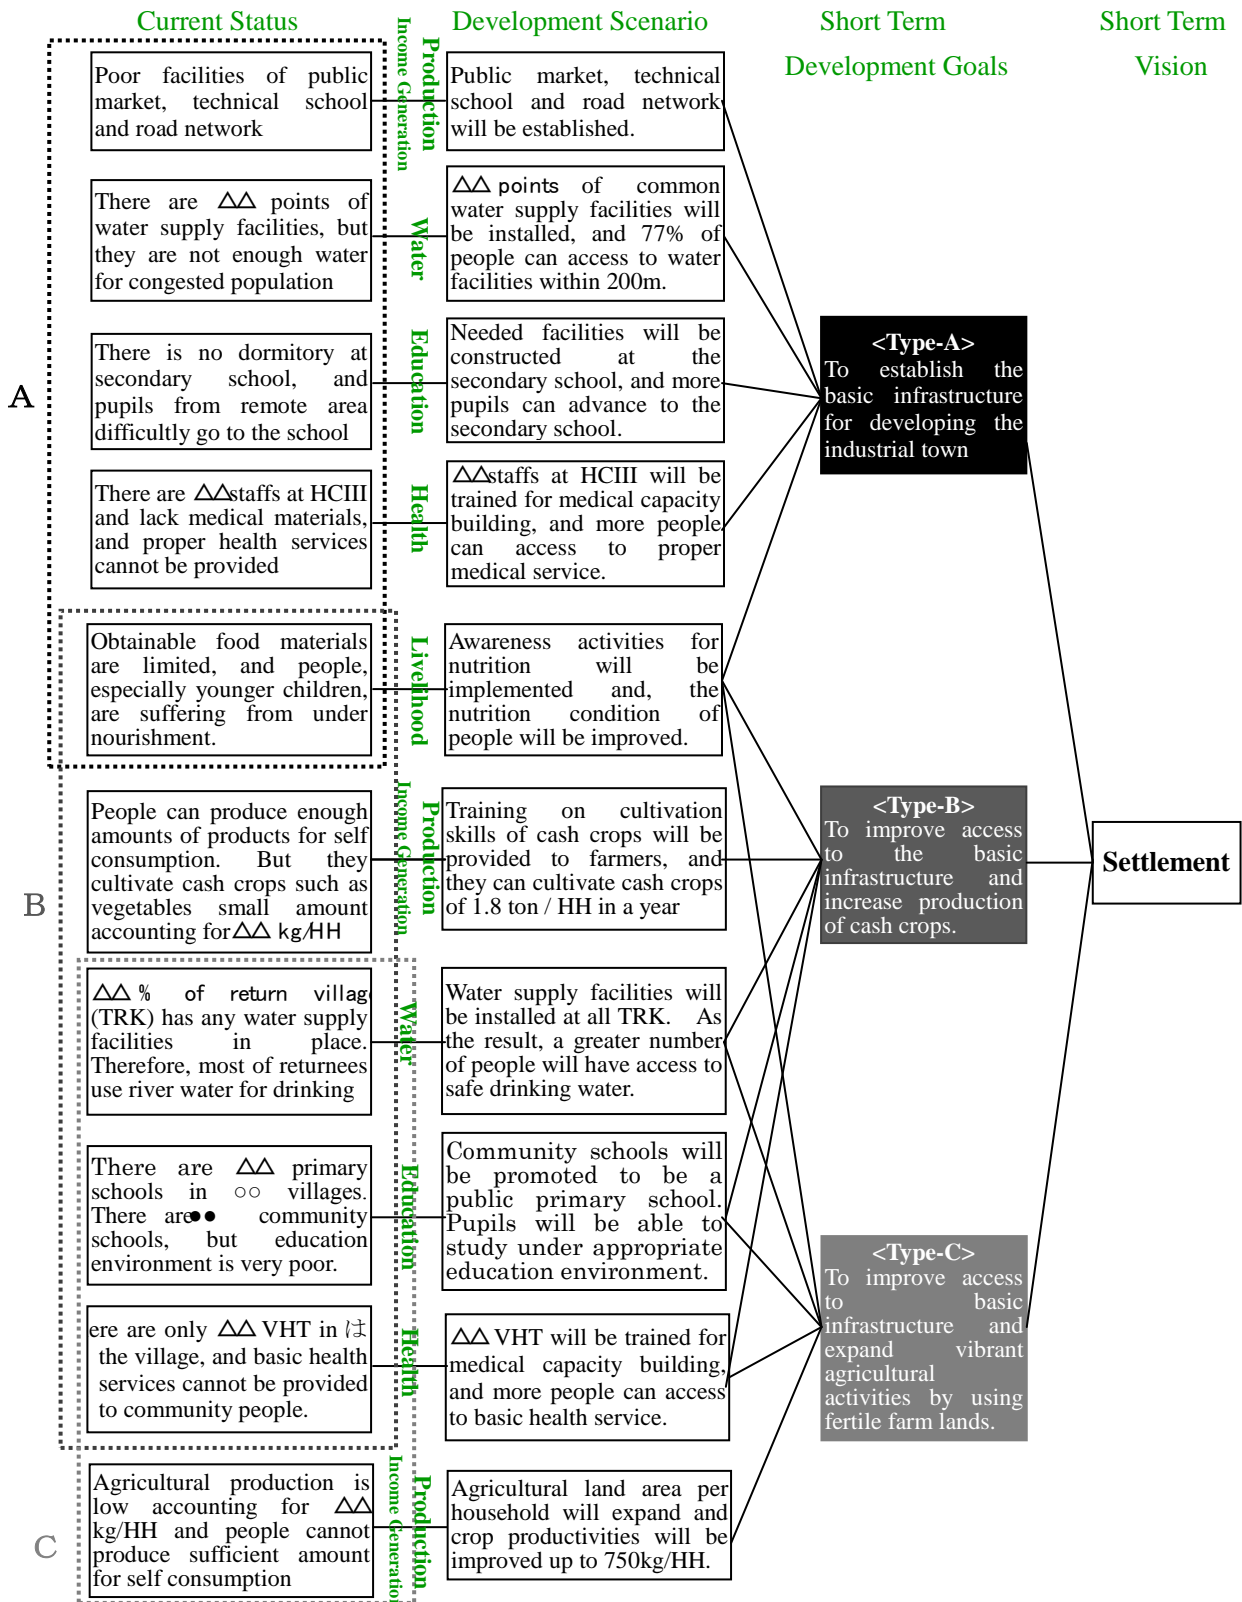 Current Status
Development Scenario
Short Term
Development Goals
Short Term
Vision
A
Poor facilities of public
market, technical school
and road network
Production
Income Generation
Public market, technical
school and road network
will be established.
There are △△ points of
water supply facilities, but
they are not enough water
for congested population
Water
△△ points of common
water supply facilities will
be installed, and 77% of
people can access to water
facilities within 200m.
There is no dormitory at
secondary school, and
pupils from remote area
difficultly go to the school
Education
Needed facilities will be
constructed at the
secondary school, and more
pupils can advance to the
secondary school.
There are △△staffs at HCIII
and lack medical materials,
and proper health services
cannot be provided
Health
△△staffs at HCIII will be
trained for medical capacity
building, and more people
can access to proper
medical service.
Obtainable food materials
are limited, and people,
especially younger children,
are suffering from under
nourishment.
Livelihood
Awareness activities for
nutrition will be
implemented and, the
nutrition condition of
people will be improved.
B
People can produce enough
amounts of products for self
consumption. But they
cultivate cash crops such as
vegetables small amount
accounting for△△ kg/HH
Production
Income Generation
Training on cultivation
skills of cash crops will be
provided to farmers, and
they can cultivate cash crops
of 1.8 ton / HH in a year
△△ % of return villag
(TRK) has any water supply
facilities in place.
Therefore, most of returnees
use river water for drinking
Water
Water supply facilities will
be installed at all TRK. As
the result, a greater number
of people will have access to
safe drinking water.
There are △△ primary
schools in ○○ villages.
There are●● community
schools, but education
environment is very poor.
Education
Community schools will
be promoted to be a
public primary school.
Pupils will be able to
study under appropriate
education environment.
ere are only △△ VHT in は
the village, and basic health
services cannot be provided
to community people.
Health
△△ VHT will be trained for
medical capacity building,
and more people can access
to basic health service.
C
Agricultural production is
low accounting for △△
kg/HH and people cannot
produce sufficient amount
for self consumption
Production
Income Generation
Agricultural land area per
household will expand and
crop productivities will be
improved up to 750kg/HH.
<Type-A>
To establish the
basic infrastructure
for developing the
industrial town
<Type-B>
To improve access
to the basic
infrastructure and
increase production
of cash crops.
<Type-C>
To improve access
to basic
infrastructure and
expand vibrant
agricultural
activities by using
fertile farm lands.
Settlement